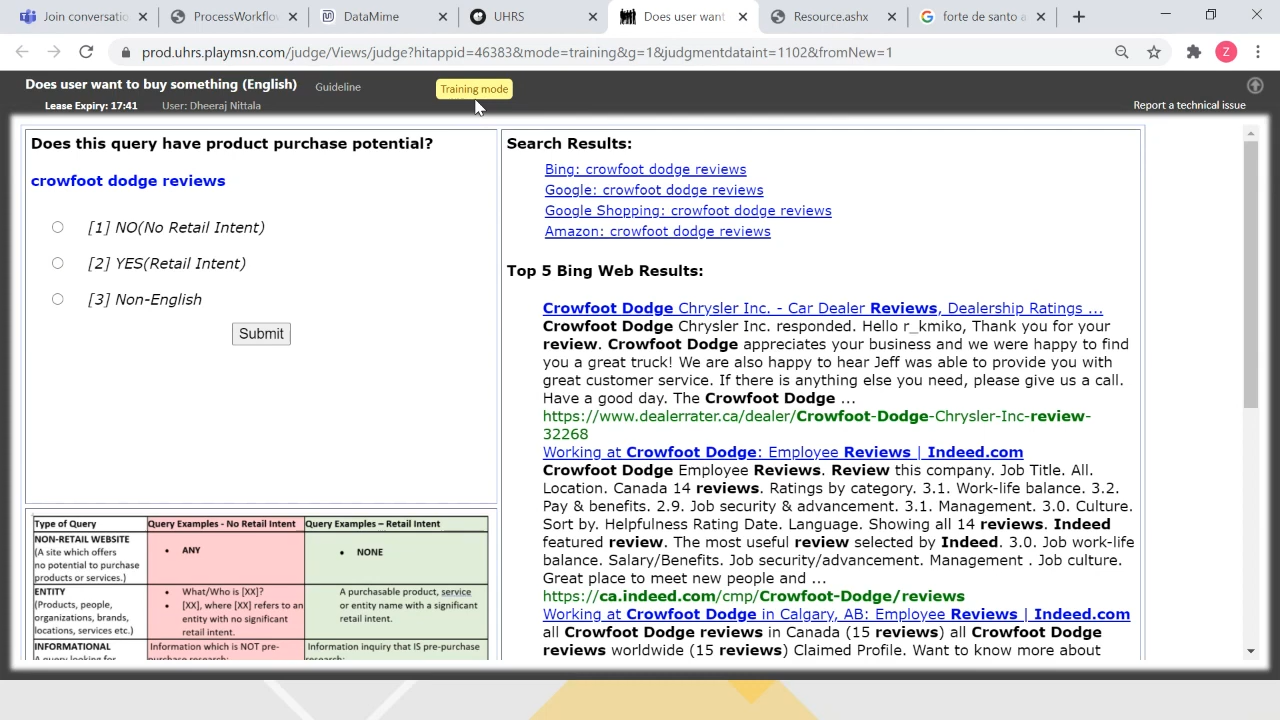 Join conversatio
ProcessWorkflow
DataMime
UHRS
Does user want
Resource.ashx
forte de santo a
prod.uhrs.playmsn.com/judge/Views/judge?hitappid=46383&mode=training&g=1&judgmentdataint=1102&fromNew=1
Z
Does user want to buy something (English)
Guideline
Training mode
Lease Expiry: 17:41
User: Dheeraj Nittala
Report a technical issue
Does this query have product purchase potential?
crowfoot dodge reviews
[1] NO(No Retail Intent)
[2] YES(Retail Intent)
[3] Non-English
Submit
Type of Query
Query Examples - No Retail Intent
Query Examples – Retail Intent
NON-RETAIL WEBSITE
(A site which offers
no potential to purchase
products or services.)
• ANY
• NONE
ENTITY
(Products, people,
organizations, brands,
locations, services etc.)
• What/Who is [XX]?
• [XX], where [XX] refers to an
entity with no significant
retail intent.
A purchasable product, service
or entity name with a significant
retail intent.
INFORMATIONAL
A query looking for
Information which is NOT pre-
purchase research:
Information inquiry that IS pre-purchase
research:
Search Results:
Bing: crowfoot dodge reviews
Google: crowfoot dodge reviews
Google Shopping: crowfoot dodge reviews
Amazon: crowfoot dodge reviews
Top 5 Bing Web Results:
Crowfoot Dodge Chrysler Inc. - Car Dealer Reviews, Dealership Ratings ...
Crowfoot Dodge Chrysler Inc. responded. Hello r_kmiko, Thank you for your
review. Crowfoot Dodge appreciates your business and we were happy to find
you a great truck! We are also happy to hear Jeff was able to provide you with
great customer service. If there is anything else you need, please give us a call.
Have a good day. The Crowfoot Dodge ...
https://www.dealerrater.ca/dealer/Crowfoot-Dodge-Chrysler-Inc-review-
32268
Working at Crowfoot Dodge: Employee Reviews | Indeed.com
Crowfoot Dodge Employee Reviews. Review this company. Job Title. All.
Location. Canada 14 reviews. Ratings by category. 3.1. Work-life balance. 3.2.
Pay & benefits. 2.9. Job security & advancement. 3.1. Management. 3.0. Culture.
Sort by. Helpfulness Rating Date. Language. Showing all 14 reviews. Indeed
featured review. The most useful review selected by Indeed. 3.0. Job work-life
balance. Salary/Benefits. Job security/advancement. Management . Job culture.
Great place to meet new people and ...
https://ca.indeed.com/cmp/Crowfoot-Dodge/reviews
Working at Crowfoot Dodge in Calgary, AB: Employee Reviews | Indeed.com
all Crowfoot Dodge reviews in Canada (15 reviews) all Crowfoot Dodge
reviews worldwide (15 reviews) Claimed Profile. Want to know more about